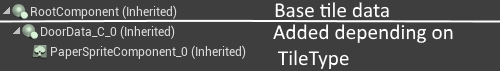 RootComponent (Inherited) Base tile data
DoorData_C_0 (Inherited) Added depending on
PaperSpriteComponent_0 (Inherited) TileType